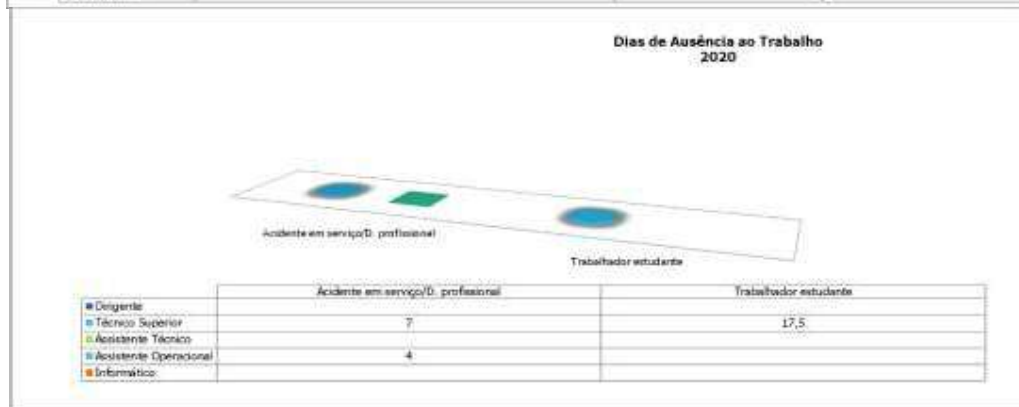 Dias de Ausência ao Trabalho
2020
Acidente em serviço/D. profissional
Trabalhador estudante
Acidente em serviço/D. profissional Trabalhador estudante
Dirigente
Técnico Superior 7 17,5
Assistente Técnico
Assistente Operacional 4
Informático